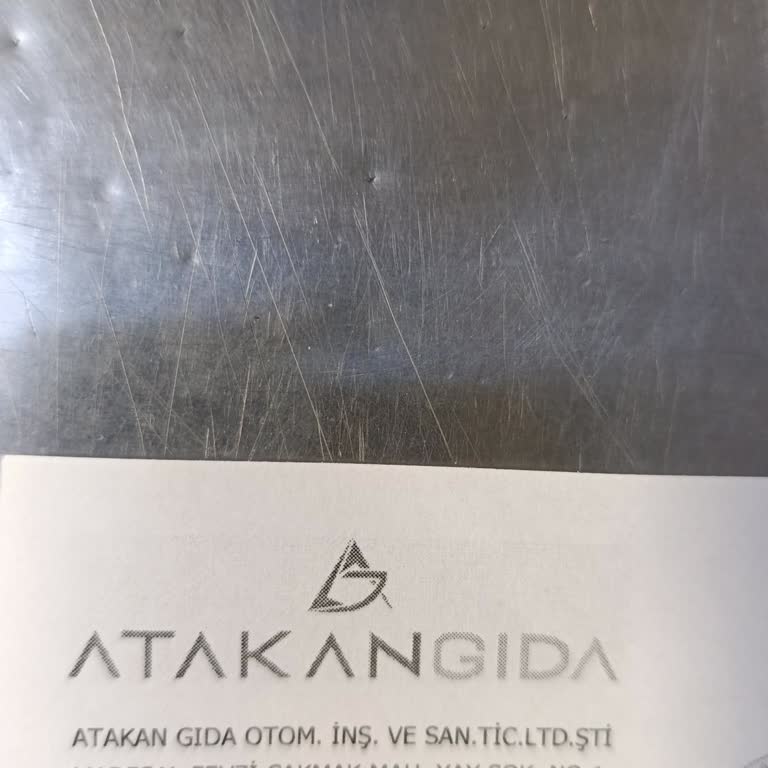 ATAKANGIDA
ATAKAN GIDA OTOM. İNŞ. VE SAN.TİC.LTD.ŞTİ